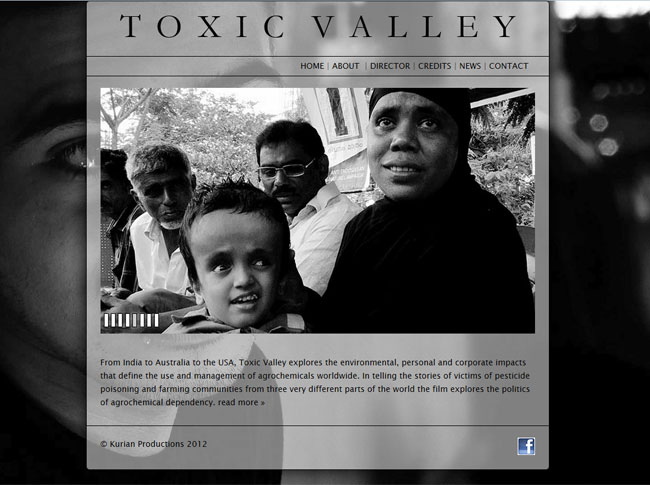 TOXIC VALLEY
HOME | ABOUT | DIRECTOR | CREDITS | NEWS | CONTACT
From India to Australia to the USA, Toxic Valley explores the environmental, personal and corporate impacts
that define the use and management of agrochemicals worldwide. In telling the stories of victims of pesticide
poisoning and farming communities from three very different parts of the world the film explores the politics
of agrochemical dependency. read more »
© Kurian Productions 2012
f